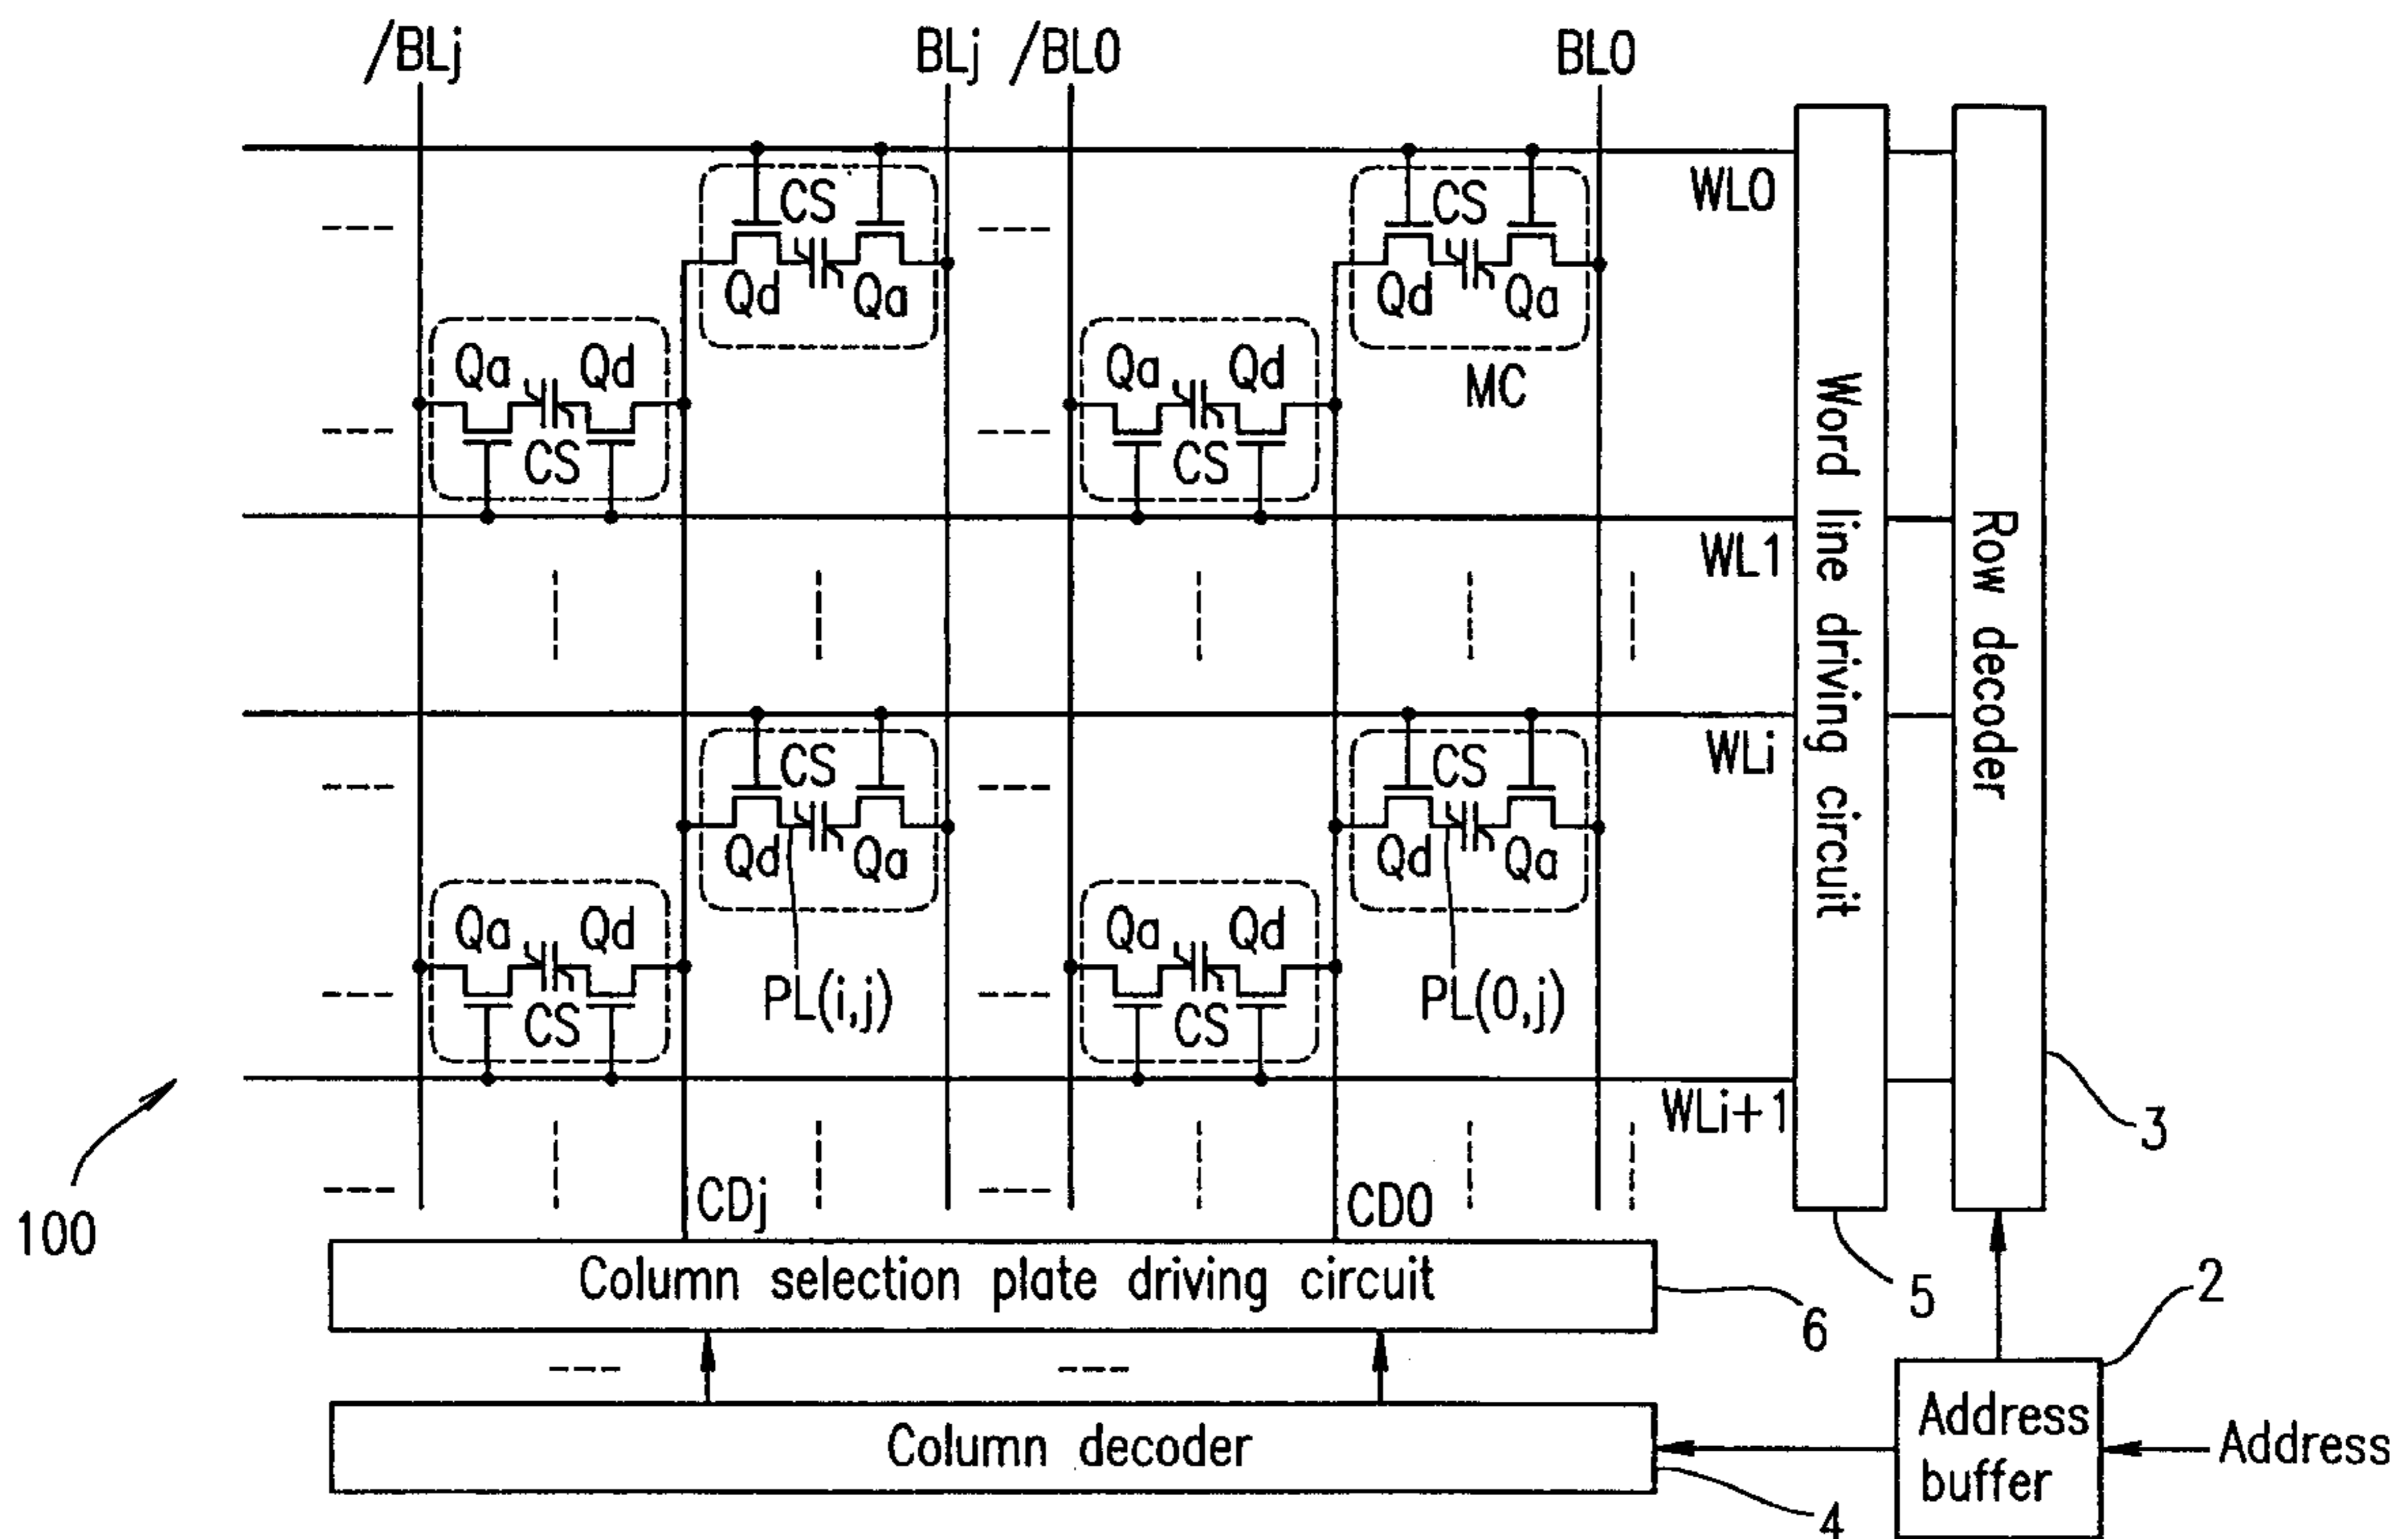 /BLj BLj /BL0 BL0
CS CS WL0
Qd Qa Qd Qa
Qa Qd Qa Qd MC
CS CS
WL1
CS CS WLi
Qd Qa Qd Qa
Qa Qd Qa Qd
PL(i,j) PL(0,j)
CS CS
WLi+1
Word line driving circuit
Row decoder
3
100
CDj CD0
Column selection plate driving circuit
6
5
2
Address buffer
Address
Column decoder
4